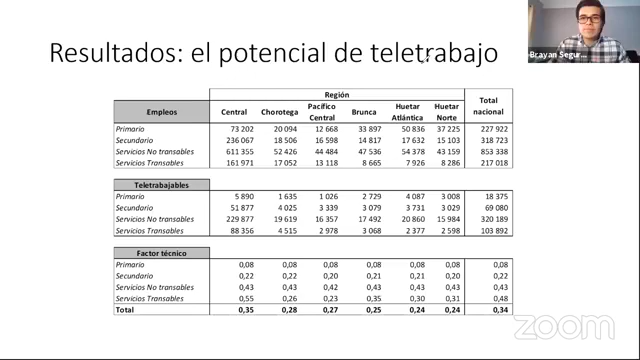 Resultados: el potencial de teletrabajo
Brayan Segur...
Región
Empleos Central Chorotega Pacífico Central Brunca Huetar Atlántica Huetar Norte Total nacional
Primario 73 202 20 094 12 668 33 897 50 836 37 225 227 922
Secundario 236 067 18 506 16 598 14 817 17 632 15 103 318 723
Servicios No transables 611 355 52 426 44 484 47 536 54 378 43 159 853 338
Servicios Transables 161 971 17 052 13 118 8 665 7 926 8 286 217 018
Teletrabajables
Primario 5 890 1 635 1 026 2 729 4 087 3 008 18 375
Secundario 51 877 4 025 3 339 3 079 3 731 3 029 69 080
Servicios No transables 229 877 19 619 16 357 17 492 20 860 15 984 320 189
Servicios Transables 88 356 4 515 2 978 3 068 2 377 2 598 103 892
Factor técnico
Primario 0,08 0,08 0,08 0,08 0,08 0,08 0,08
Secundario 0,22 0,22 0,20 0,21 0,21 0,20 0,22
Servicios No transables 0,43 0,43 0,42 0,43 0,43 0,43 0,43
Servicios Transables 0,55 0,26 0,23 0,35 0,30 0,31 0,48
Total 0,35 0,28 0,27 0,25 0,24 0,24 0,34
zoom